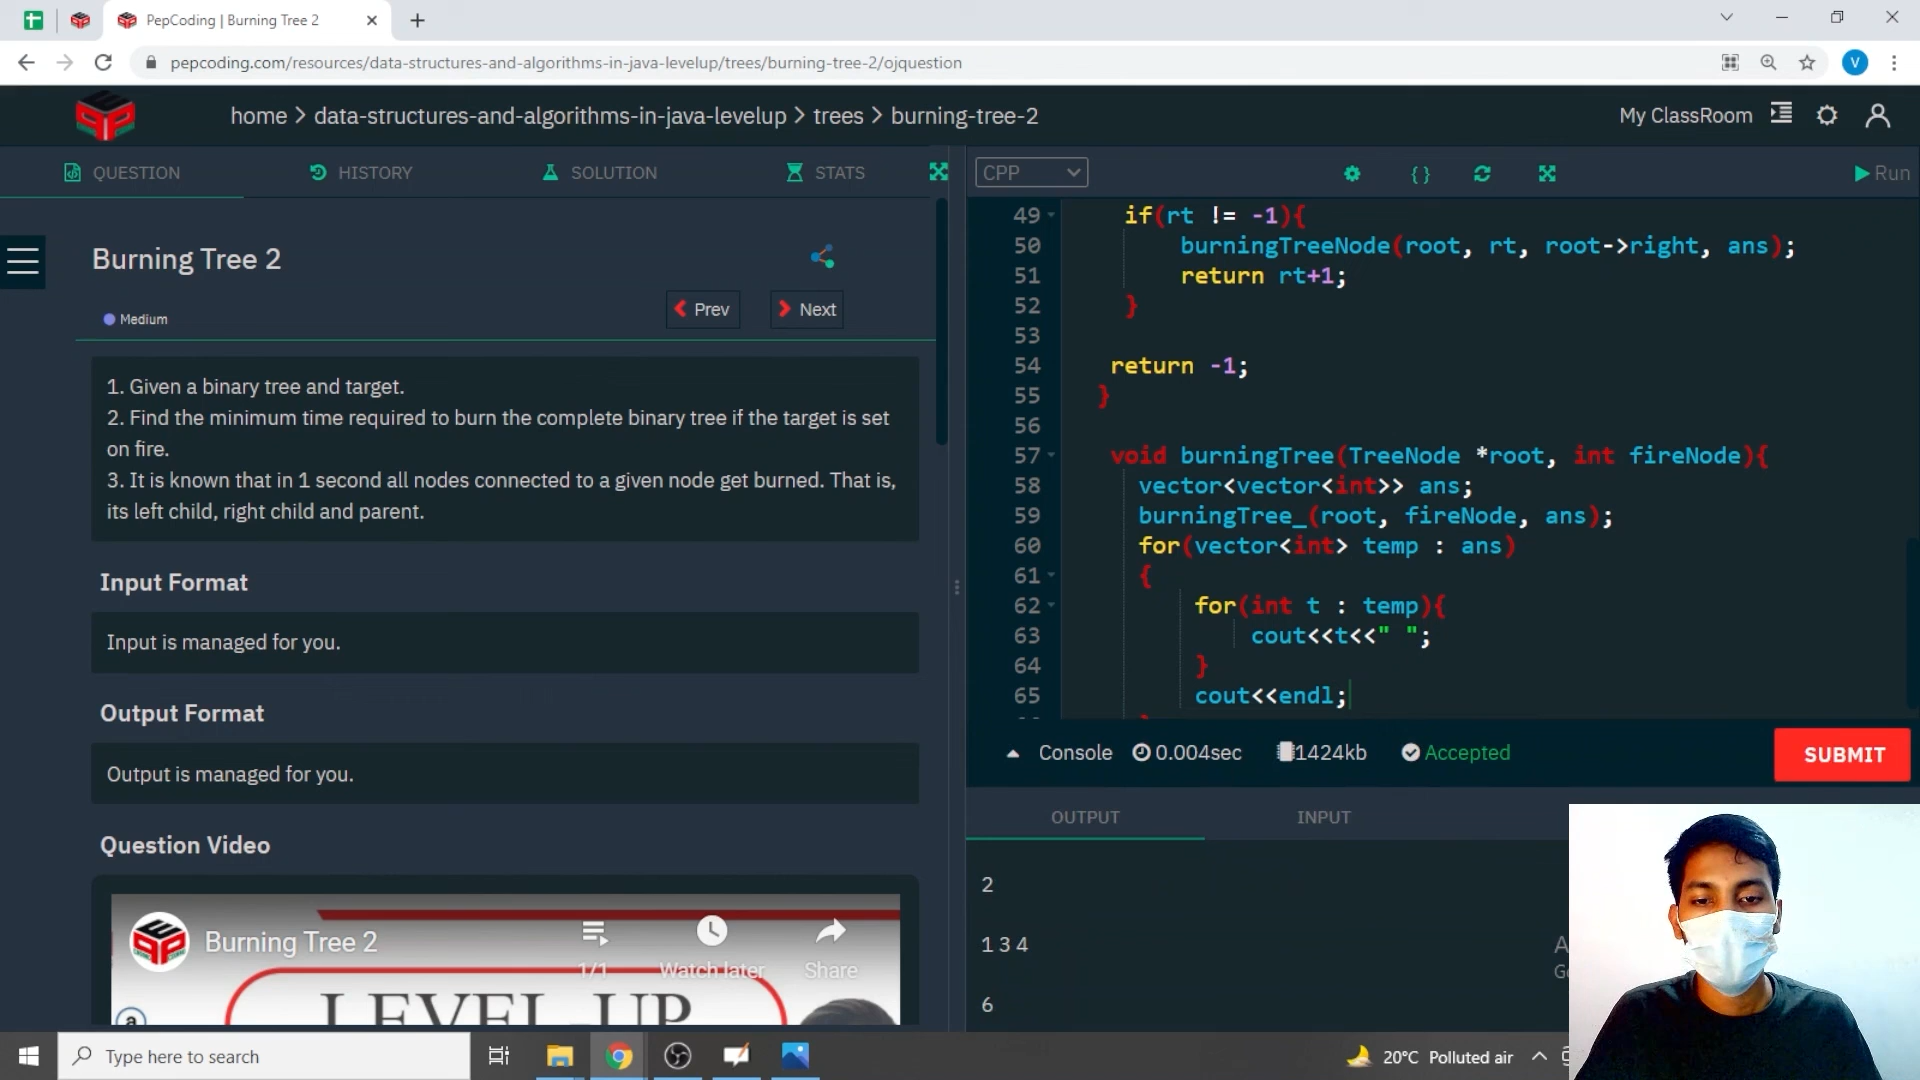 PepCoding | Burning Tree 2
pepcoding.com/resources/data-structures-and-algorithms-in-java-levelup/trees/burning-tree-2/ojquestion
V
home > data-structures-and-algorithms-in-java-levelup > trees > burning-tree-2
My ClassRoom
QUESTION
HISTORY
SOLUTION
STATS
CPP
{ }
Run
Burning Tree 2
Medium
Prev
Next
1. Given a binary tree and target.
2. Find the minimum time required to burn the complete binary tree if the target is set
on fire.
3. It is known that in 1 second all nodes connected to a given node get burned. That is,
its left child, right child and parent.
Input Format
Input is managed for you.
Output Format
Output is managed for you.
Question Video
Burning Tree 2
1/1
Watch later
Share
LEVEL-UP
a
49 if(rt != -1){
50 burningTreeNode(root, rt, root->right, ans);
51 return rt+1;
52 }
53
54 return -1;
55 }
56
57 void burningTree(TreeNode *root, int fireNode){
58 vector<vector<int>> ans;
59 burningTree_(root, fireNode, ans);
60 for(vector<int> temp : ans)
61 {
62 for(int t : temp){
63 cout<<t<<" ";
64 }
65 cout<<endl;
Console
0.004sec
1424kb
Accepted
SUBMIT
OUTPUT
INPUT
2
1 3 4
6
Type here to search
20°C Polluted air